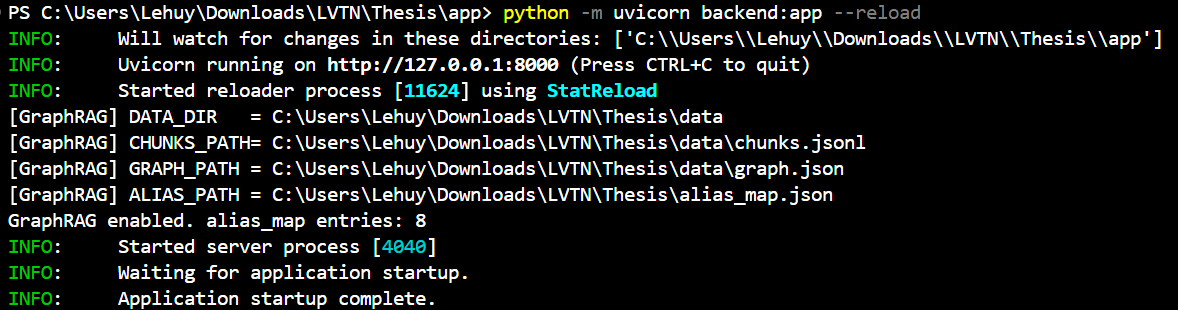 PS C:\Users\Lehuy\Downloads\LVTN\Thesis\app> python -m uvicorn backend:app --reload
INFO:     Will watch for changes in these directories: ['C:\\Users\\Lehuy\\Downloads\\LVTN\\Thesis\\app']
INFO:     Uvicorn running on http://127.0.0.1:8000 (Press CTRL+C to quit)
INFO:     Started reloader process [11624] using StatReload
[GraphRAG] DATA_DIR   = C:\Users\Lehuy\Downloads\LVTN\Thesis\data
[GraphRAG] CHUNKS_PATH= C:\Users\Lehuy\Downloads\LVTN\Thesis\data\chunks.jsonl
[GraphRAG] GRAPH_PATH = C:\Users\Lehuy\Downloads\LVTN\Thesis\data\graph.json
[GraphRAG] ALIAS_PATH = C:\Users\Lehuy\Downloads\LVTN\Thesis\alias_map.json
GraphRAG enabled. alias_map entries: 8
INFO:     Started server process [4040]
INFO:     Waiting for application startup.
INFO:     Application startup complete.